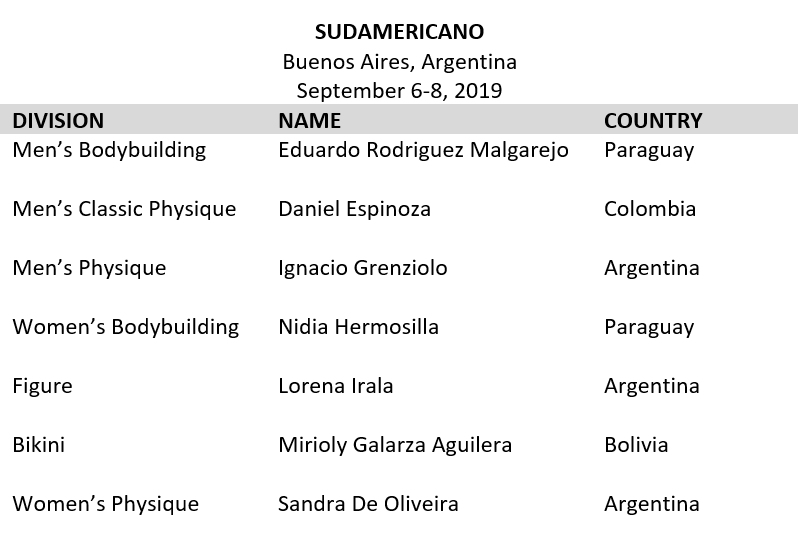 SUDAMERICANO
Buenos Aires, Argentina
September 6-8, 2019
DIVISION NAME COUNTRY
Men’s Bodybuilding Eduardo Rodriguez Malgarejo Paraguay
Men’s Classic Physique Daniel Espinoza Colombia
Men’s Physique Ignacio Grenziolo Argentina
Women’s Bodybuilding Nidia Hermosilla Paraguay
Figure Lorena Irala Argentina
Bikini Mirioly Galarza Aguilera Bolivia
Women’s Physique Sandra De Oliveira Argentina